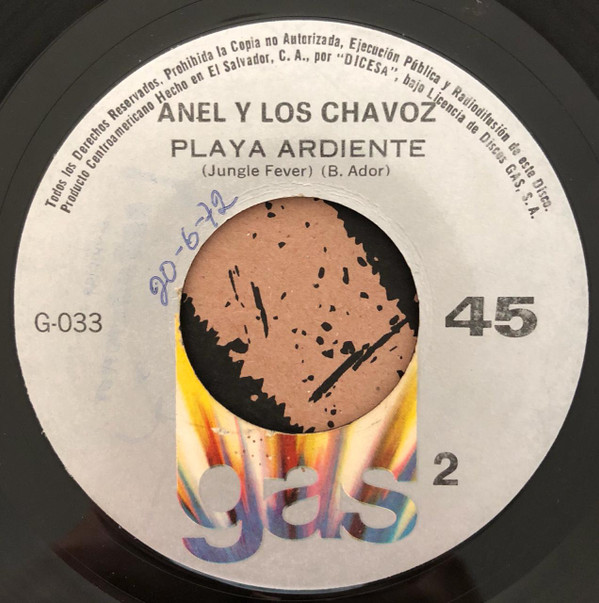 Todos los Derechos Reservados. Prohibida la Copia no Autorizada, Ejecución Pública y Radiodifusión de este Disco.
Producto Centroamericano Hecho en El Salvador, C. A., por "DICESA", bajo Licencia de Discos GAS, S. A.
ANEL Y LOS CHAVOZ
PLAYA ARDIENTE
(Jungle Fever) (B. Ador)
20-6-72
G-033
45
2
gas